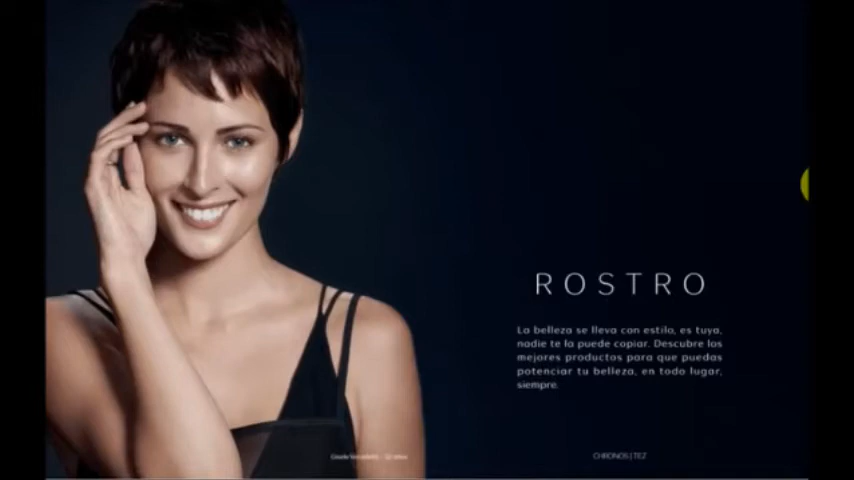 ROSTRO
La belleza se lleva con estilo, es tuya,
nadie te la puede copiar. Descubre los
mejores productos para que puedas
potenciar tu belleza, en todo lugar,
siempre.
CHRONOS | TEZ